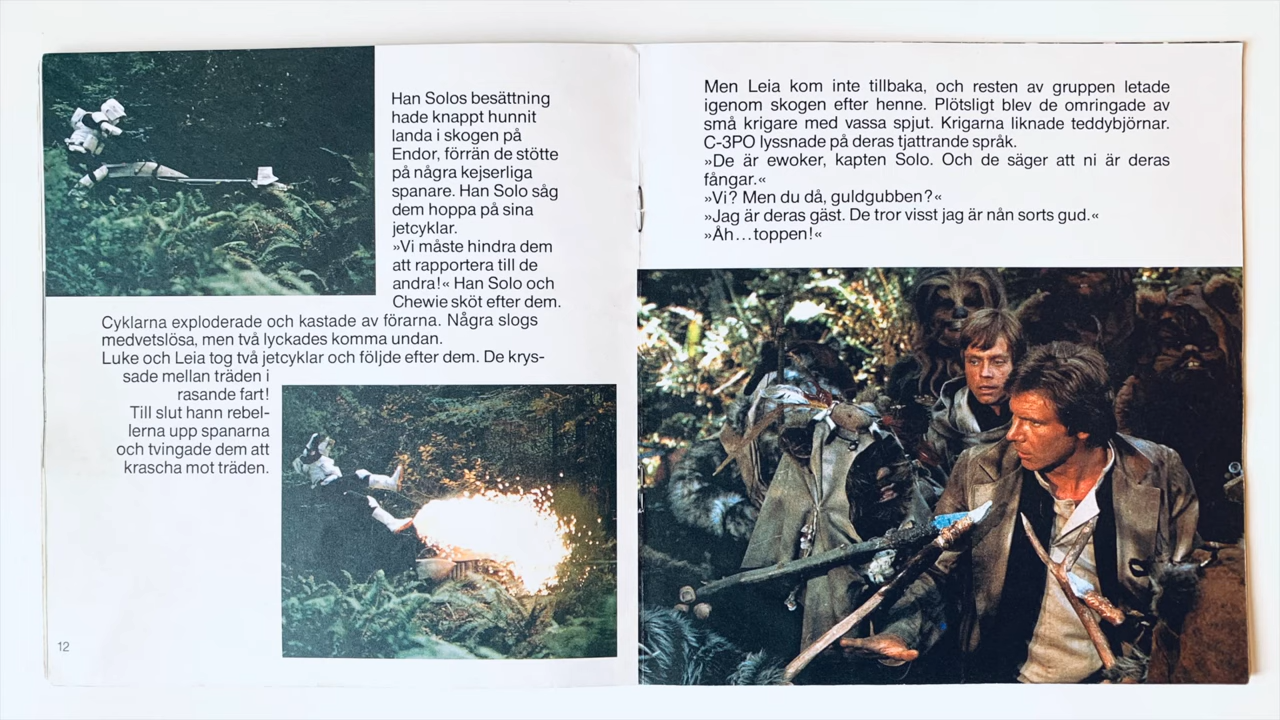 Han Solos besättning
hade knappt hunnit
landa i skogen på
Endor, förrän de stötte
på några kejserliga
spanare. Han Solo såg
dem hoppa på sina
jetcyklar.
»Vi måste hindra dem
att rapportera till de
andra!« Han Solo och
Chewie sköt efter dem.
Cyklarna exploderade och kastade av förarna. Några slogs
medvetslösa, men två lyckades komma undan.
Luke och Leia tog två jetcyklar och följde efter dem. De krys-
sade mellan träden i
rasande fart!
Till slut hann rebel-
lerna upp spanarna
och tvingade dem att
krascha mot träden.
12
Men Leia kom inte tillbaka, och resten av gruppen letade
igenom skogen efter henne. Plötsligt blev de omringade av
små krigare med vassa spjut. Krigarna liknade teddybjörnar.
C-3PO lyssnade på deras tjattrande språk.
»De är ewoker, kapten Solo. Och de säger att ni är deras
fångar.«
»Vi? Men du då, guldgubben?«
»Jag är deras gäst. De tror visst jag är nån sorts gud.«
»Åh...toppen!«